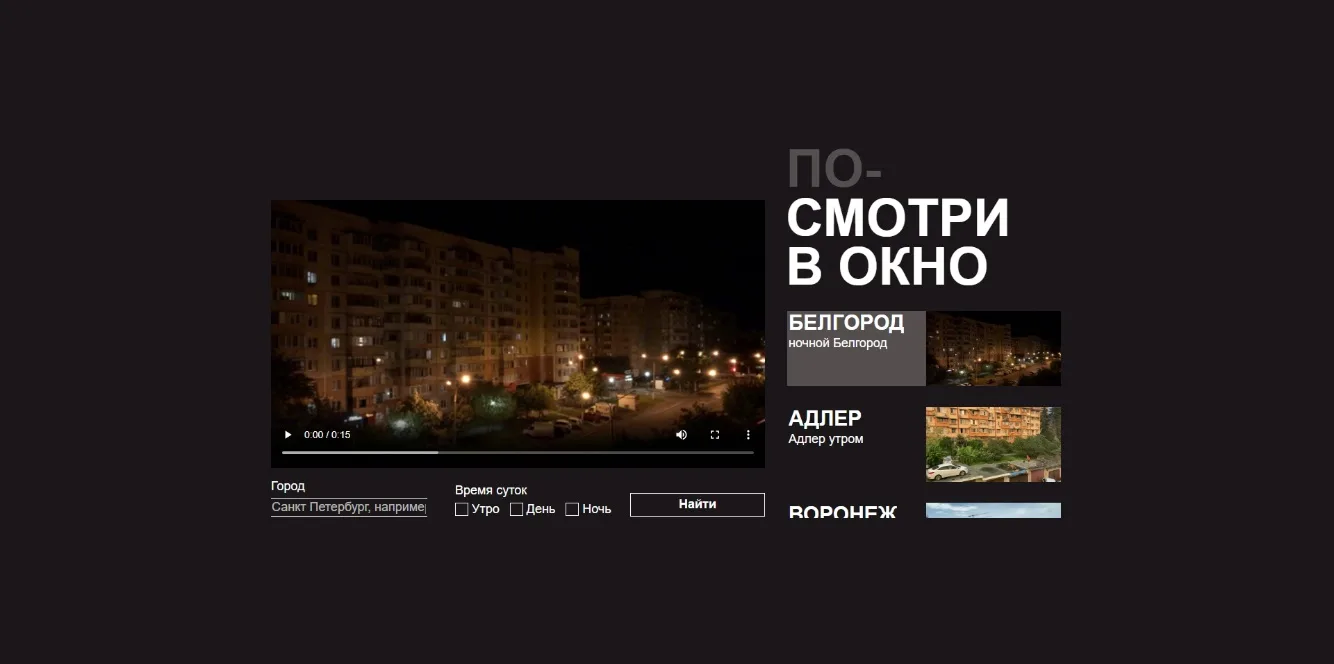 ПО-
СМОТРИ
В ОКНО
0:00 / 0:15
Город
Санкт Петербург, наприме
Время суток
Утро
День
Ночь
Найти
БЕЛГОРОД
ночной Белгород
АДЛЕР
Адлер утром
ВОРОНЕЖ